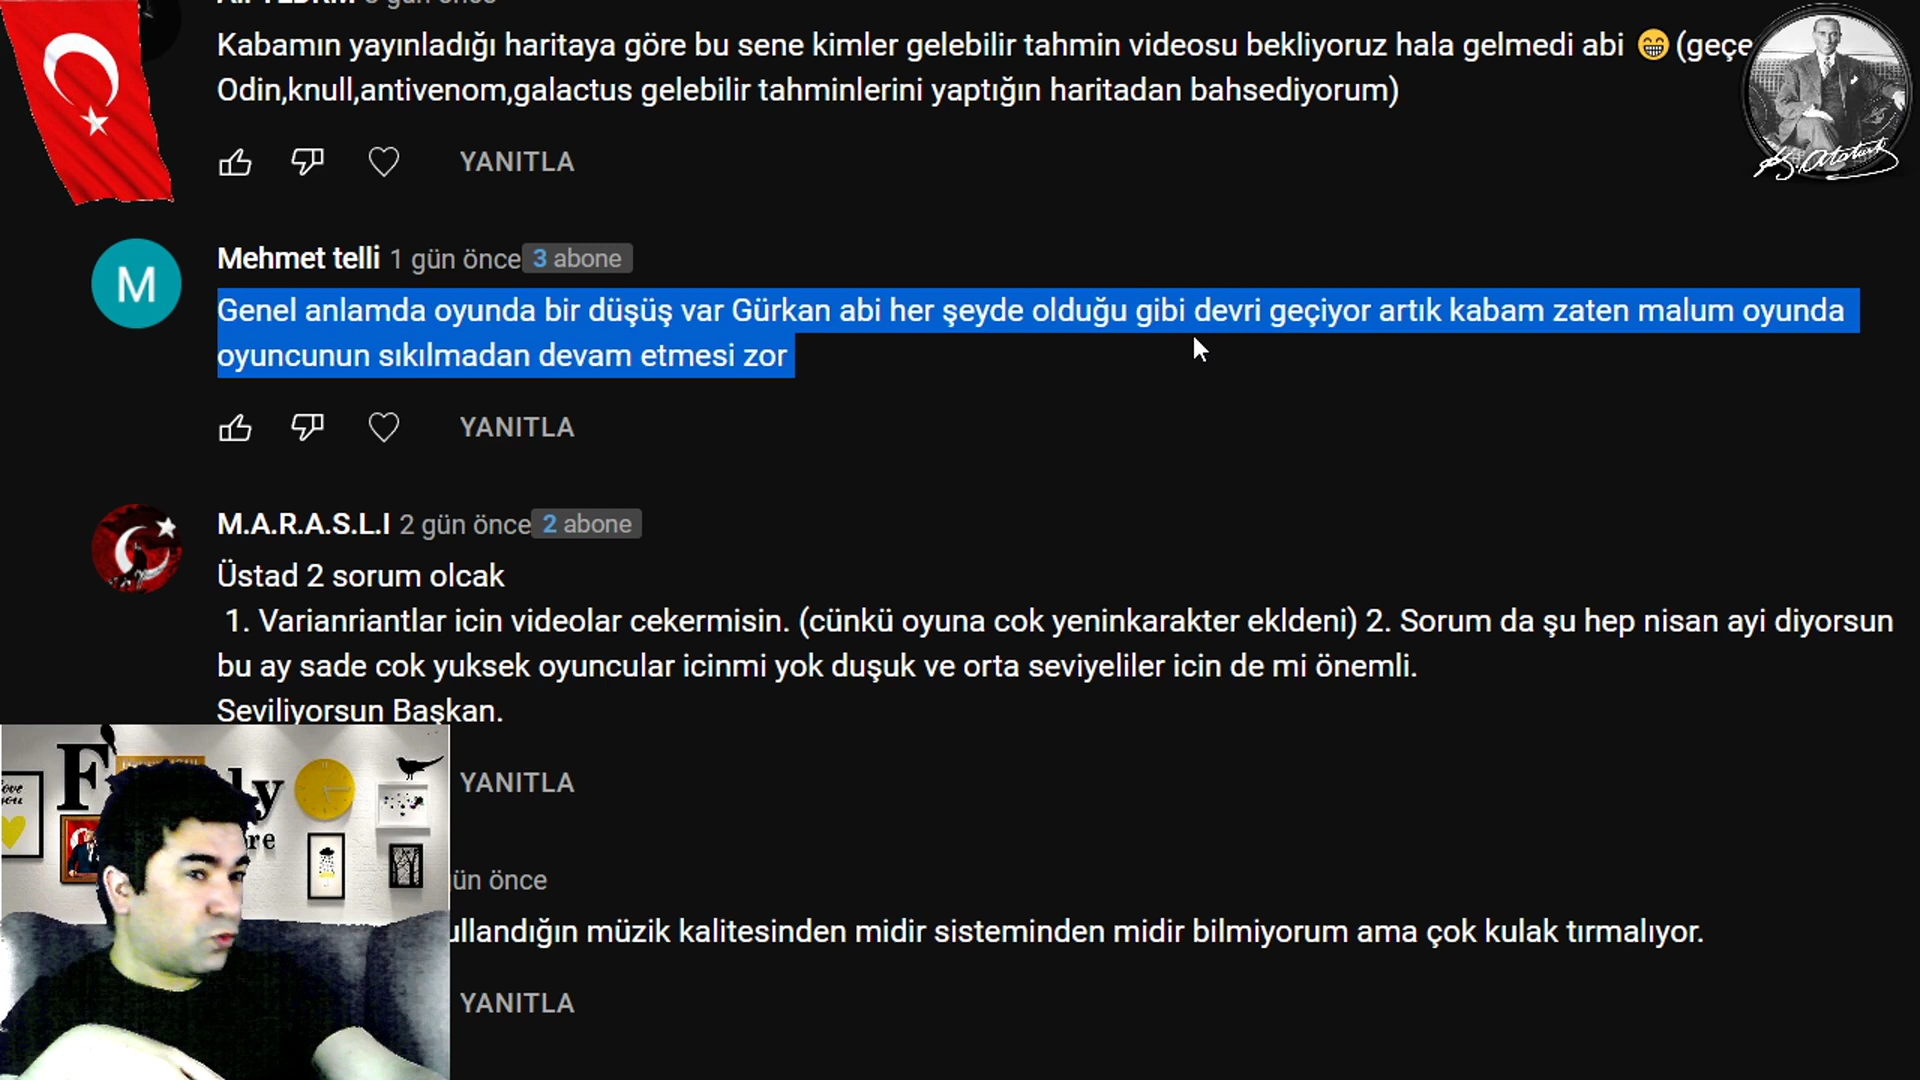 Kabamın yayınladığı haritaya göre bu sene kimler gelebilir tahmin videosu bekliyoruz hala gelmedi abi 😁(geçe
Odin,knull,antivenom,galactus gelebilir tahminlerini yaptığın haritadan bahsediyorum)
YANITLA
K. Atatürk
M
Mehmet telli 1 gün önce 3 abone
Genel anlamda oyunda bir düşüş var Gürkan abi her şeyde olduğu gibi devri geçiyor artık kabam zaten malum oyunda
oyuncunun sıkılmadan devam etmesi zor
YANITLA
M.A.R.A.S.L.I 2 gün önce 2 abone
Üstad 2 sorum olcak
1. Varianriantlar icin videolar cekermisin. (cünkü oyuna cok yeninkarakter ekldeni) 2. Sorum da şu hep nisan ayi diyorsun
bu ay sade cok yuksek oyuncular icinmi yok duşuk ve orta seviyeliler icin de mi önemli.
Seviliyorsun Başkan.
YANITLA
ün önce
ullandığın müzik kalitesinden midir sisteminden midir bilmiyorum ama çok kulak tırmalıyor.
YANITLA